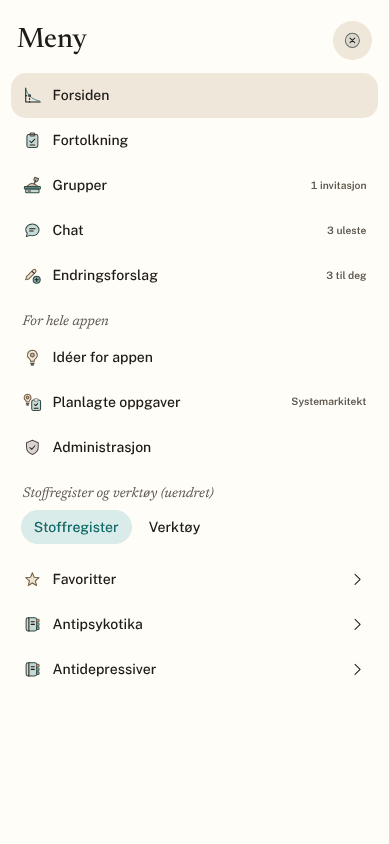 Meny
Forsiden
Fortolkning
Grupper 1 invitasjon
Chat 3 uleste
Endringsforslag 3 til deg
For hele appen
Idéer for appen
Planlagte oppgaver Systemarkitekt
Administrasjon
Stoffregister og verktøy (uendret)
Stoffregister Verktøy
Favoritter
Antipsykotika
Antidepressiver